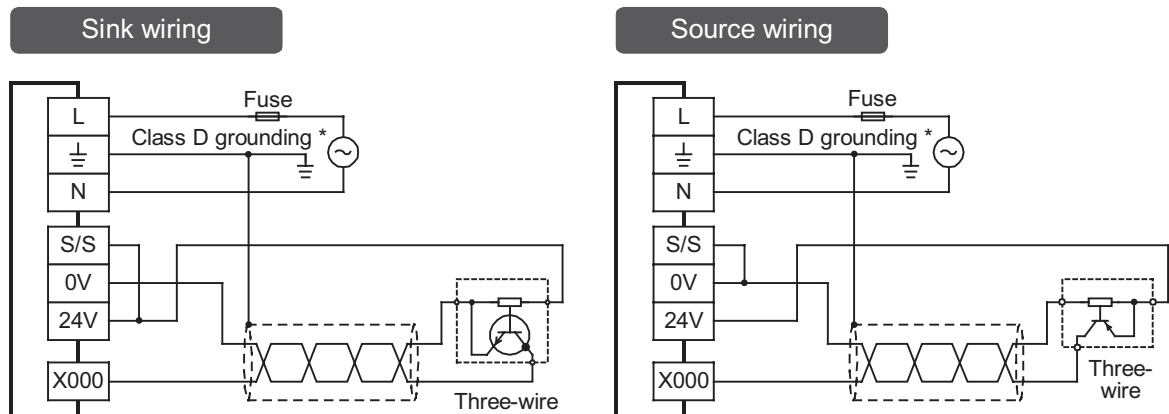 Sink wiring
L
N
S/S
0V
24V
X000
Fuse
Class D grounding *
Three-wire
Source wiring
L
N
S/S
0V
24V
X000
Fuse
Class D grounding *
Three-
wire